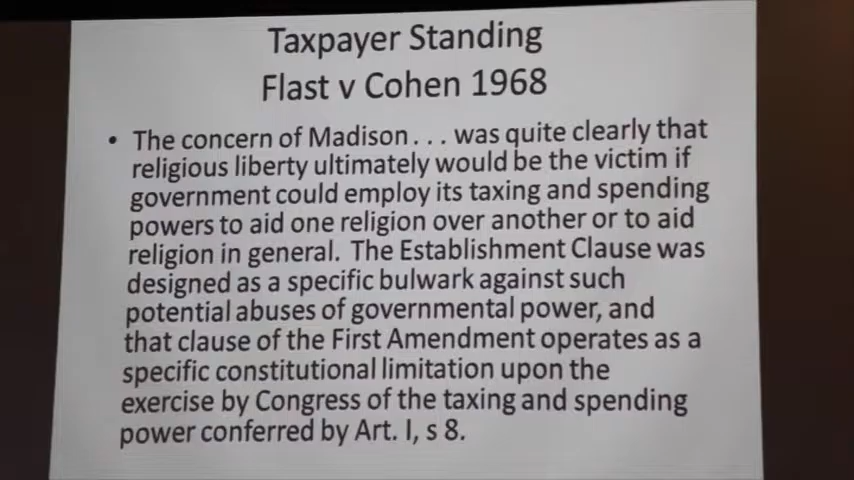 Taxpayer Standing
Flast v Cohen 1968
• The concern of Madison . . . was quite clearly that
religious liberty ultimately would be the victim if
government could employ its taxing and spending
powers to aid one religion over another or to aid
religion in general. The Establishment Clause was
designed as a specific bulwark against such
potential abuses of governmental power, and
that clause of the First Amendment operates as a
specific constitutional limitation upon the
exercise by Congress of the taxing and spending
power conferred by Art. I, s 8.